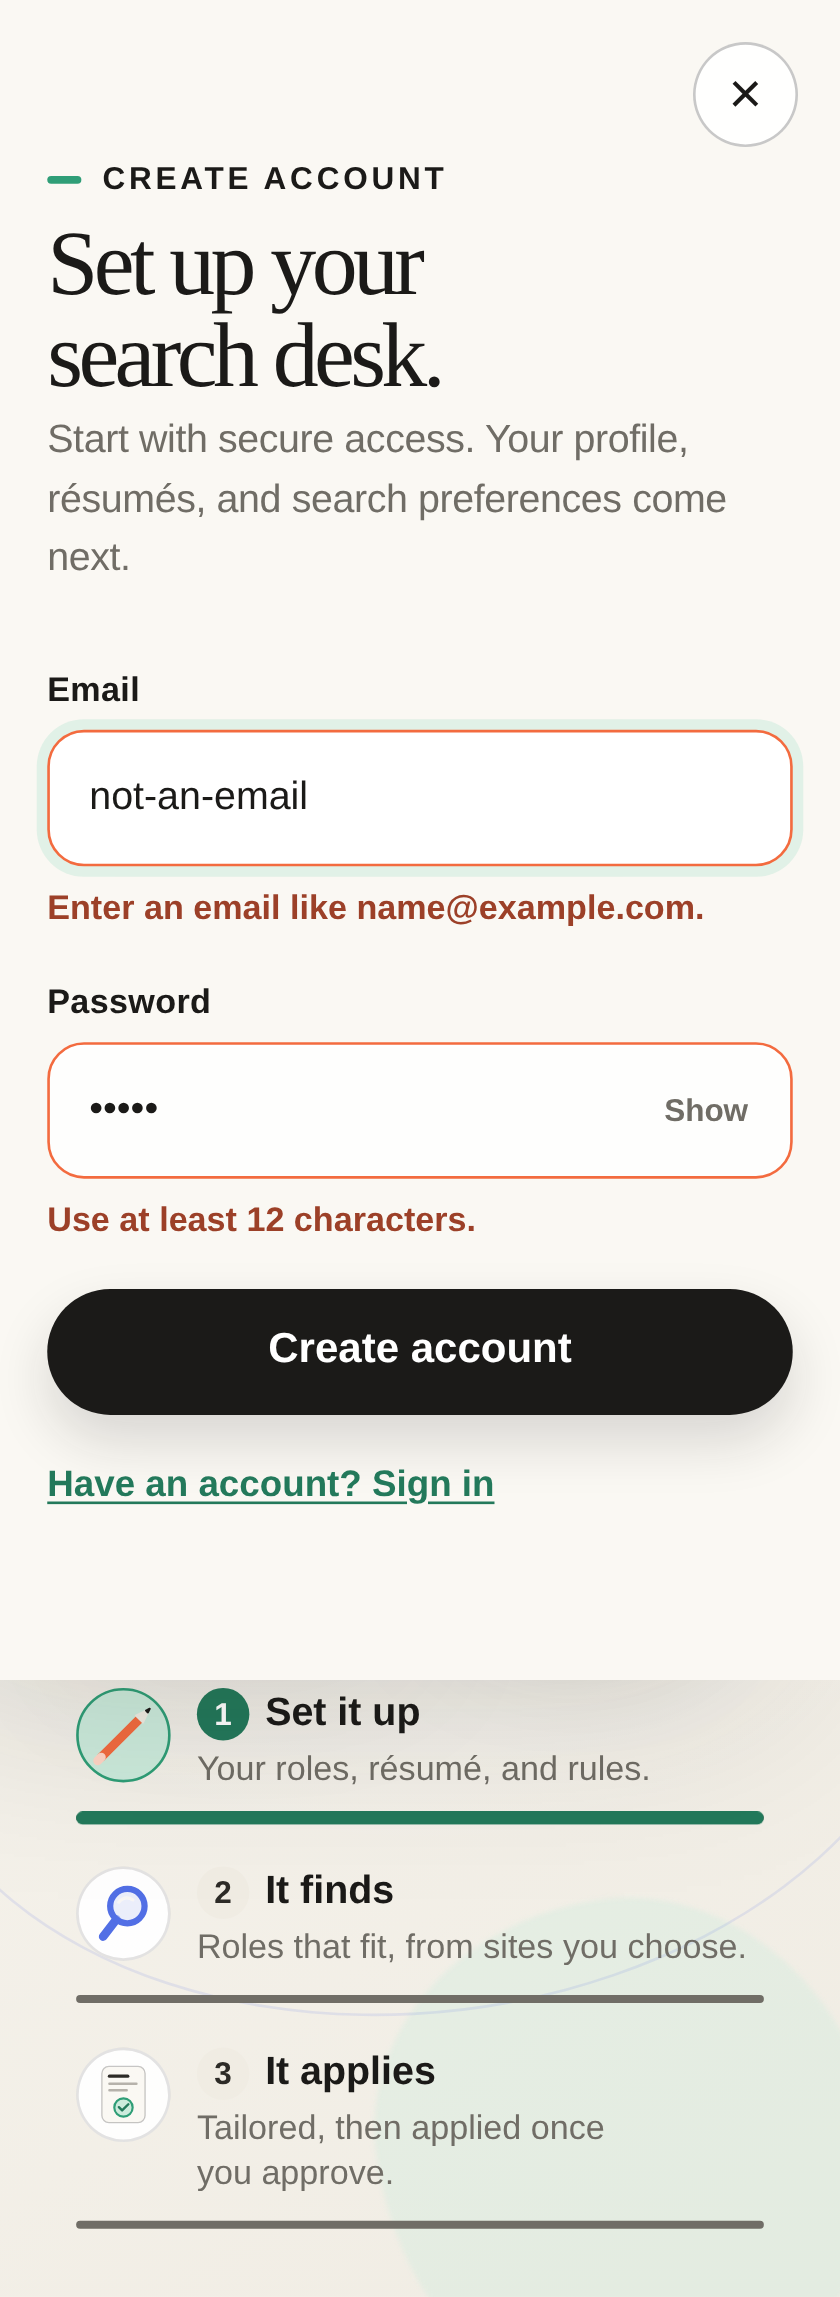 CREATE ACCOUNT
Set up your
search desk.
Start with secure access. Your profile,
résumés, and search preferences come
next.
Email
not-an-email
Enter an email like name@example.com.
Password
•••••
Show
Use at least 12 characters.
Create account
Have an account? Sign in
1 Set it up
Your roles, résumé, and rules.
2 It finds
Roles that fit, from sites you choose.
3 It applies
Tailored, then applied once
you approve.